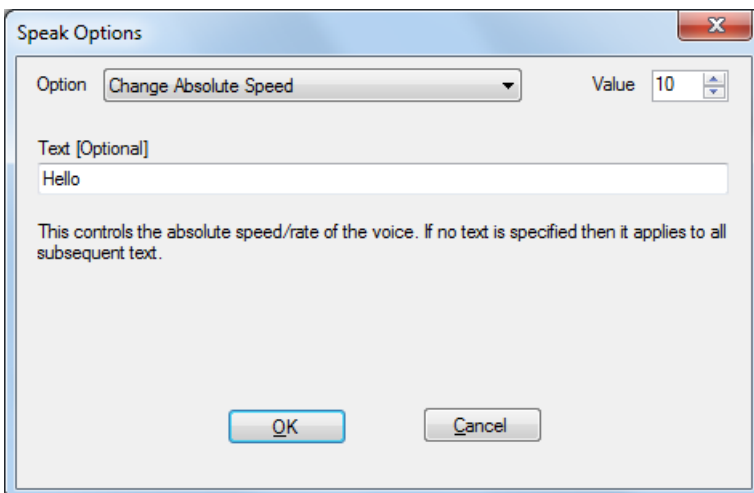 Speak Options
Option Change Absolute Speed Value 10
Text [Optional]
Hello
This controls the absolute speed/rate of the voice. If no text is specified then it applies to all
subsequent text.
OK Cancel